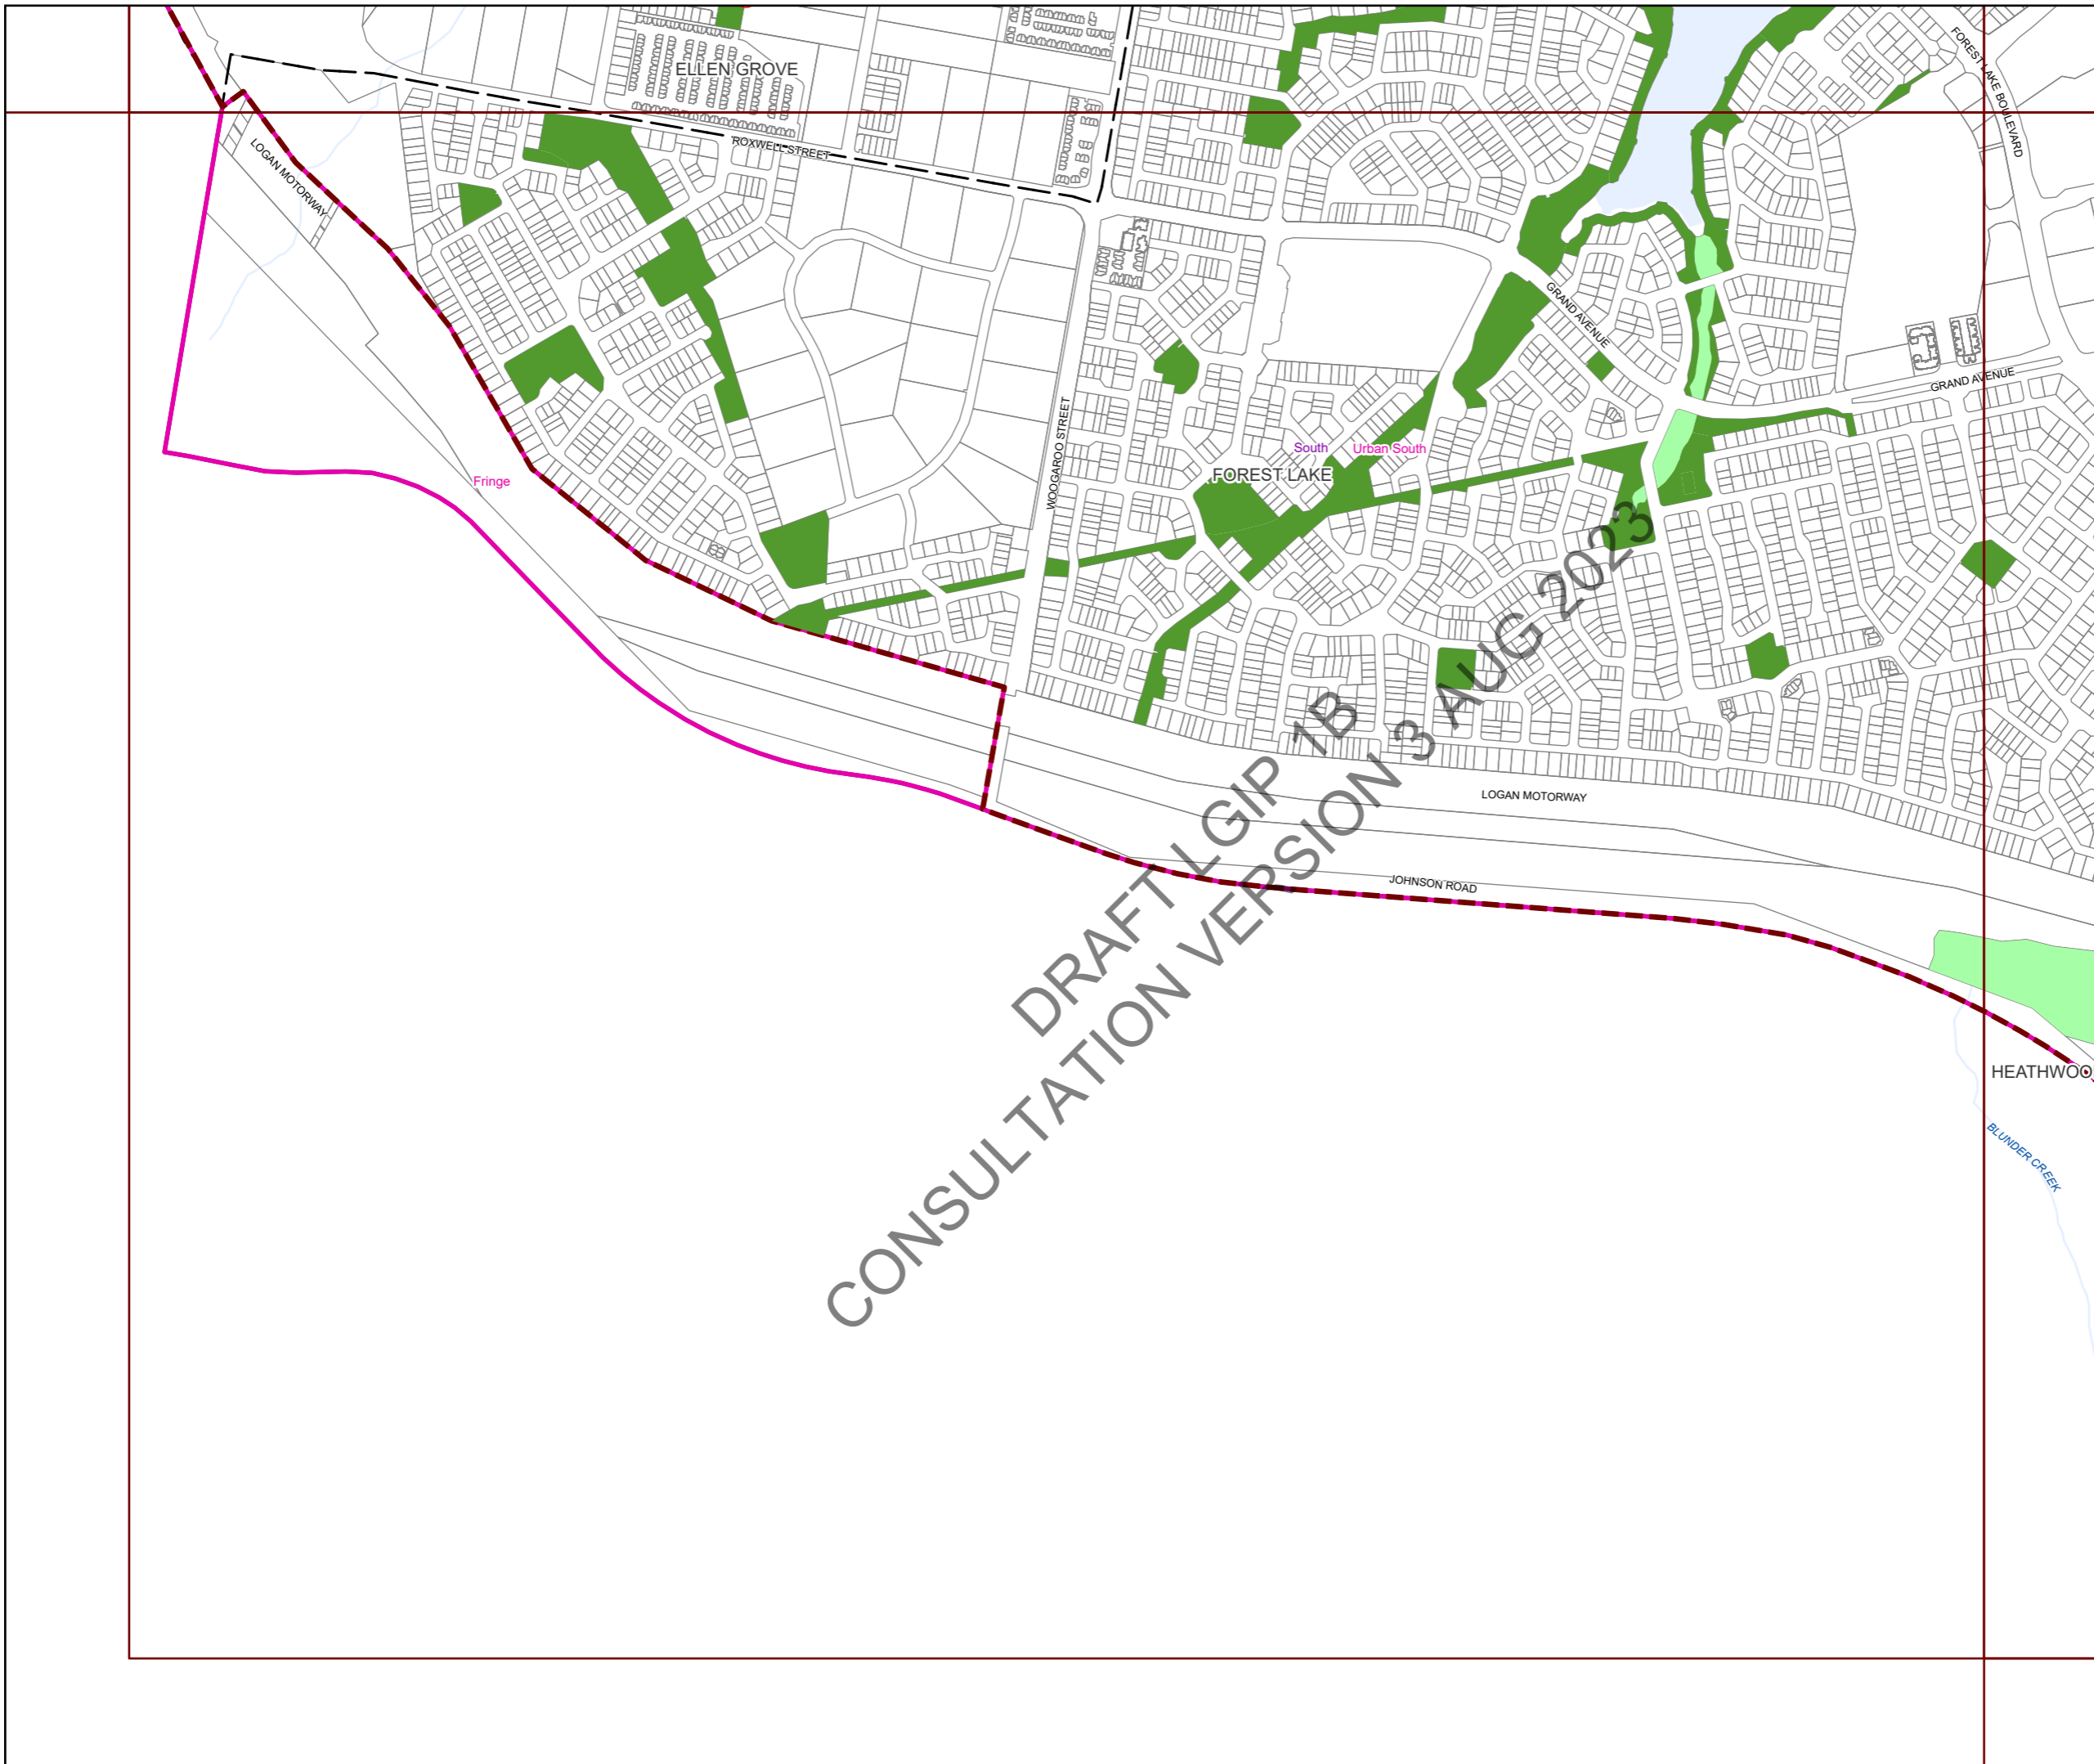 FOREST LAKE BOULEVARD
ELLEN GROVE
ROXWELL STREET
LOGAN MOTORWAY
GRAND AVENUE
GRAND AVENUE
WOOGAROO STREET
South
Urban South
FOREST LAKE
Fringe
LOGAN MOTORWAY
JOHNSON ROAD
DRAFT LGIP 1B
CONSULTATION VERSION 3 AUG 2023
HEATHWOO
BLUNDER CREEK